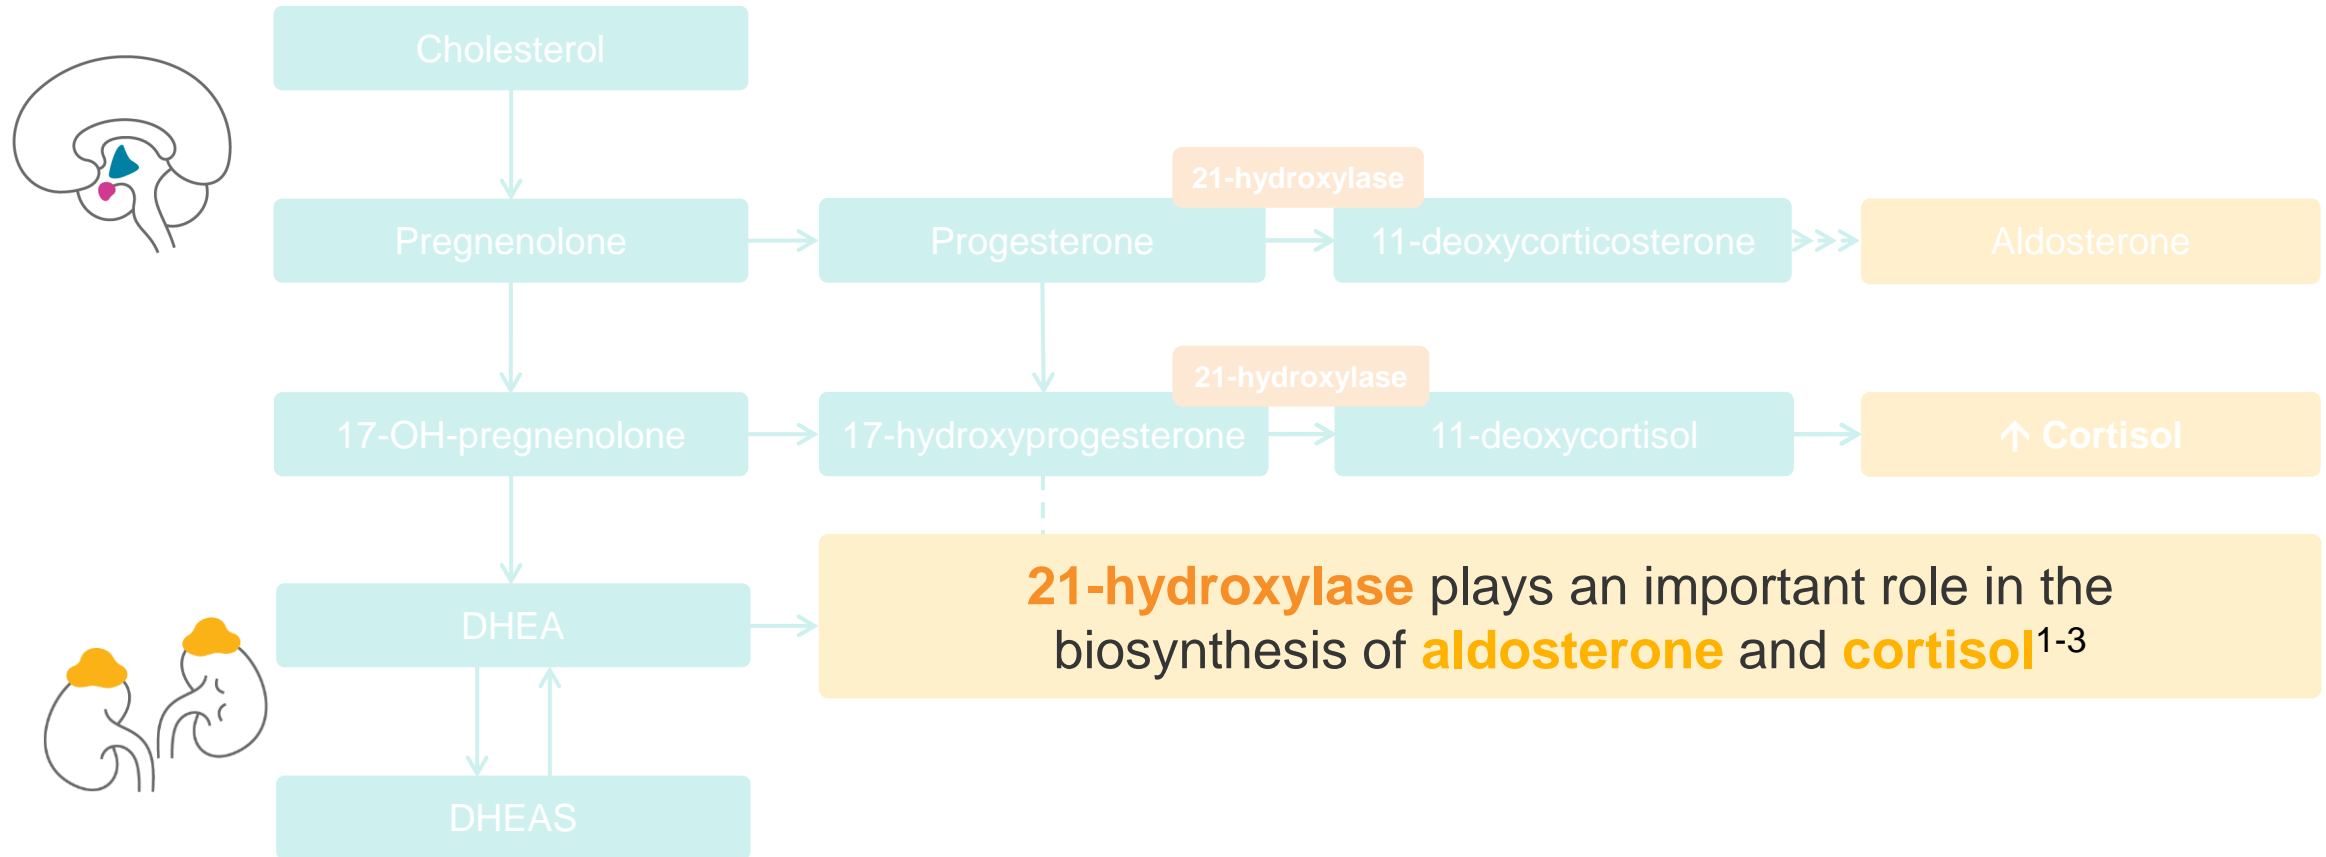 Cholesterol
21-hydroxylase
Pregnenolone
Progesterone
11-deoxycorticosterone
Aldosterone
21-hydroxylase
17-OH-pregnenolone
17-hydroxyprogesterone
11-deoxycortisol
↑ Cortisol
21-hydroxylase plays an important role in the
biosynthesis of aldosterone and cortisol¹⁻³
DHEA
DHEAS